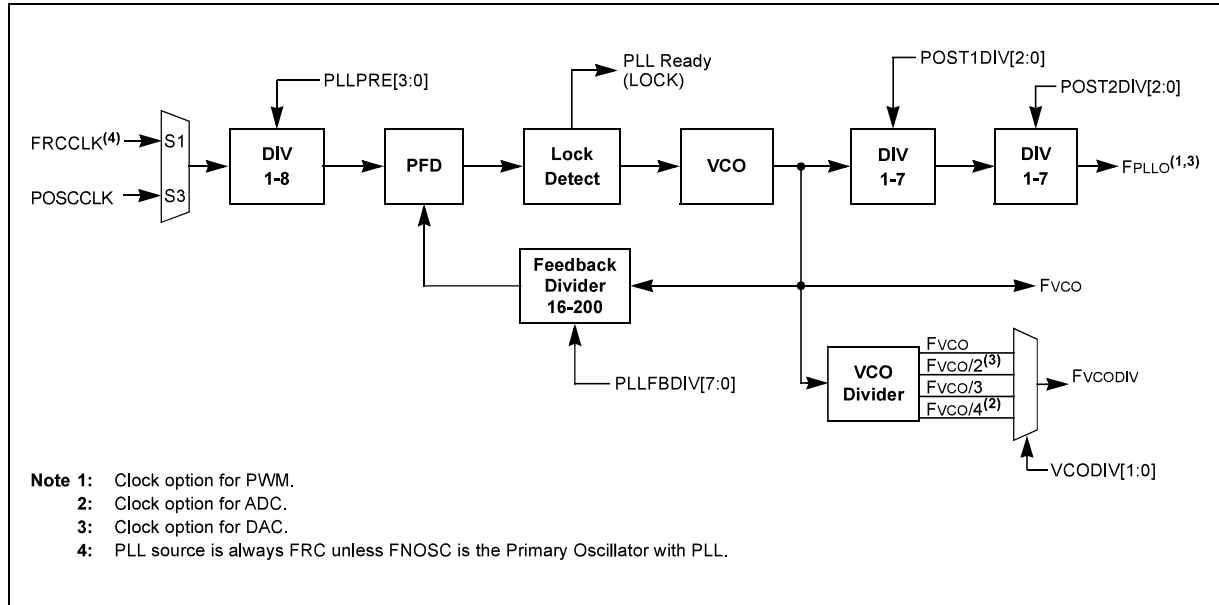 PLL Ready
(LOCK)
POST1DIV[2:0]
POST2DIV[2:0]
PLLPRE[3:0]
FRCCLK(4)
S1
POSCCLK
S3
DIV
1-8
PFD
Lock
Detect
VCO
DIV
1-7
DIV
1-7
FPLLO(1,3)
Feedback
Divider
16-200
FVCO
PLLFBDIV[7:0]
VCO
Divider
FVCO
FVCO/2(3)
FVCO/3
FVCO/4(2)
FVCODIV
VCODIV[1:0]
Note 1: Clock option for PWM.
2: Clock option for ADC.
3: Clock option for DAC.
4: PLL source is always FRC unless FNOSC is the Primary Oscillator with PLL.